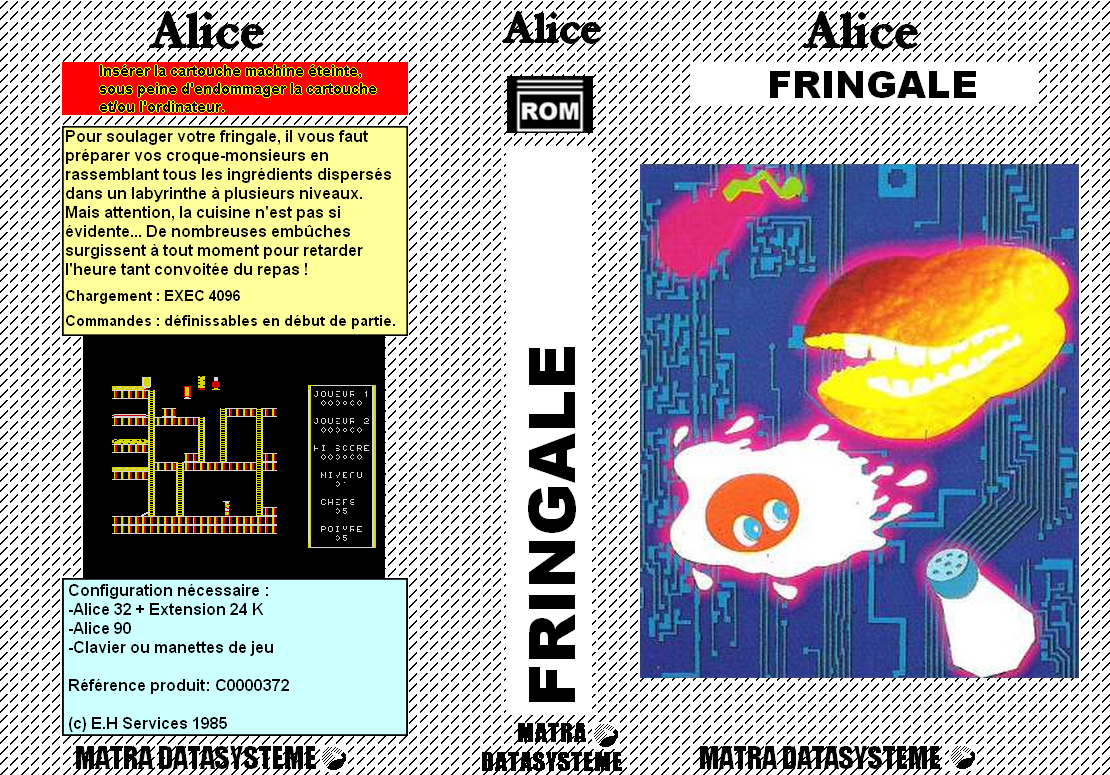 Alice
Insérer la cartouche machine éteinte,
sous peine d'endommager la cartouche
et/ou l'ordinateur.
Pour soulager votre fringale, il vous faut
préparer vos croque-monsieurs en
rassemblant tous les ingrédients dispersés
dans un labyrinthe à plusieurs niveaux.
Mais attention, la cuisine n'est pas si
évidente... De nombreuses embûches
surgissent à tout moment pour retarder
l'heure tant convoitée du repas !
Chargement : EXEC 4096
Commandes : définissables en début de partie.
JOUEUR 1
000000
JOUEUR 2
000000
HI SCORE
000000
CHEFS
05
POIVRE
05
Configuration nécessaire :
-Alice 32 + Extension 24 K
-Alice 90
-Clavier ou manettes de jeu
Référence produit: C0000372
(c) E.H Services 1985
MATRA DATASYSTEME
Alice
ROM
FRINGALE
MATRA
DATASYSTEME
Alice
FRINGALE
MATRA DATASYSTEME